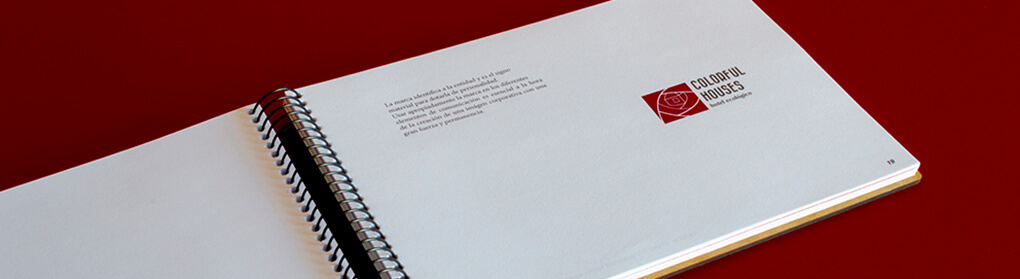 La marca identifica a la entidad y es el signo
material para dotarla de personalidad.
Usar apropiadamente la marca en los diferentes
elementos de comunicación es esencial a la hora
de la creación de una imágen corporativa con una
gran fuerza y permanencia.
COLORFUL
HOUSES
hotel ecológico